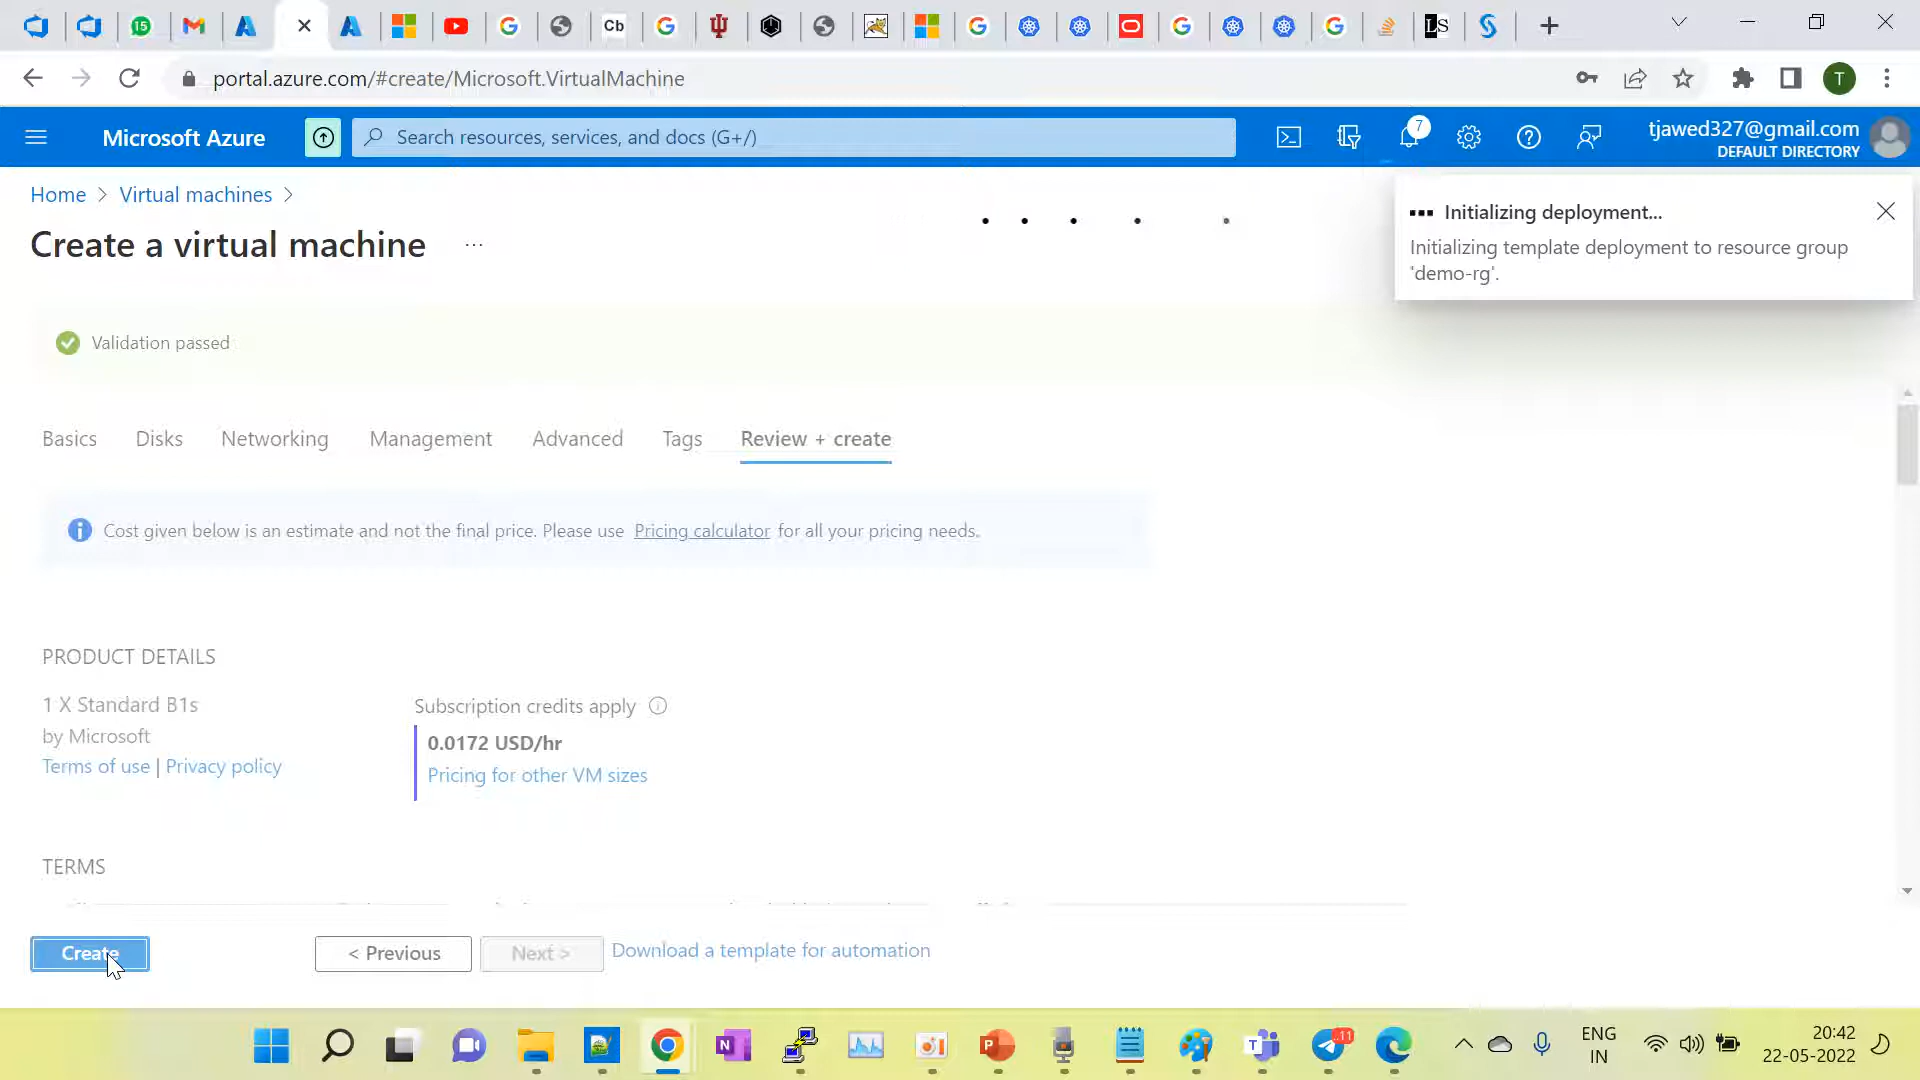 15
Cb
LS
portal.azure.com/#create/Microsoft.VirtualMachine
T
Microsoft Azure
Search resources, services, and docs (G+/)
7
tjawed327@gmail.com
DEFAULT DIRECTORY
Home > Virtual machines >
Initializing deployment...
Initializing template deployment to resource group
'demo-rg'.
Create a virtual machine ...
Validation passed
Basics Disks Networking Management Advanced Tags Review + create
Cost given below is an estimate and not the final price. Please use Pricing calculator for all your pricing needs.
PRODUCT DETAILS
1 X Standard B1s
by Microsoft
Terms of use | Privacy policy
Subscription credits apply
0.0172 USD/hr
Pricing for other VM sizes
TERMS
Create
< Previous
Next >
Download a template for automation
11
ENG
IN
20:42
22-05-2022